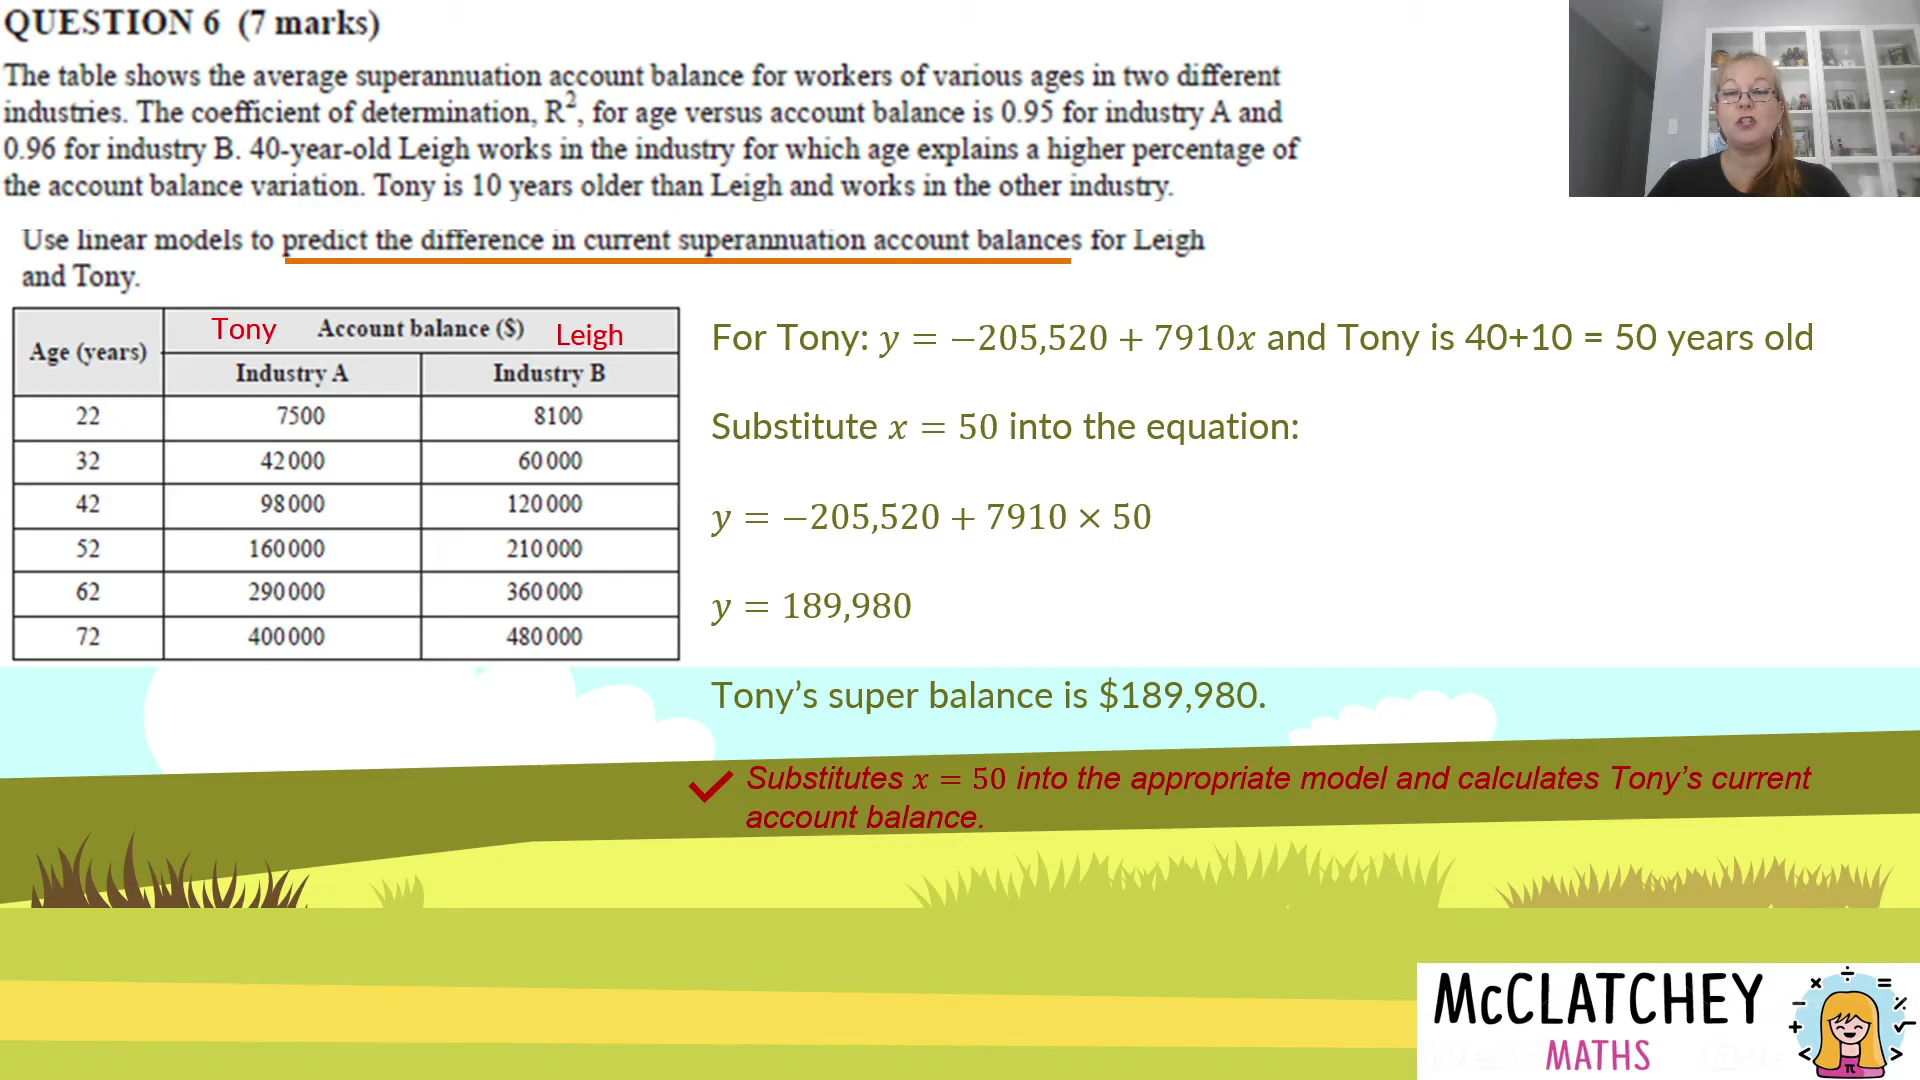 QUESTION 6 (7 marks)
The table shows the average superannuation account balance for workers of various ages in two different
industries. The coefficient of determination, R², for age versus account balance is 0.95 for industry A and
0.96 for industry B. 40-year-old Leigh works in the industry for which age explains a higher percentage of
the account balance variation. Tony is 10 years older than Leigh and works in the other industry.
Use linear models to predict the difference in current superannuation account balances for Leigh
and Tony.
Tony Account balance ($) Leigh
Age (years)
Industry A Industry B
22 7500 8100
32 42 000 60 000
42 98 000 120 000
52 160 000 210 000
62 290 000 360 000
72 400 000 480 000
For Tony: y = −205,520 + 7910x and Tony is 40+10 = 50 years old
Substitute x = 50 into the equation:
y = −205,520 + 7910 × 50
y = 189,980
Tony’s super balance is $189,980.
Substitutes x = 50 into the appropriate model and calculates Tony’s current
account balance.
McCLATCHEY
MATHS